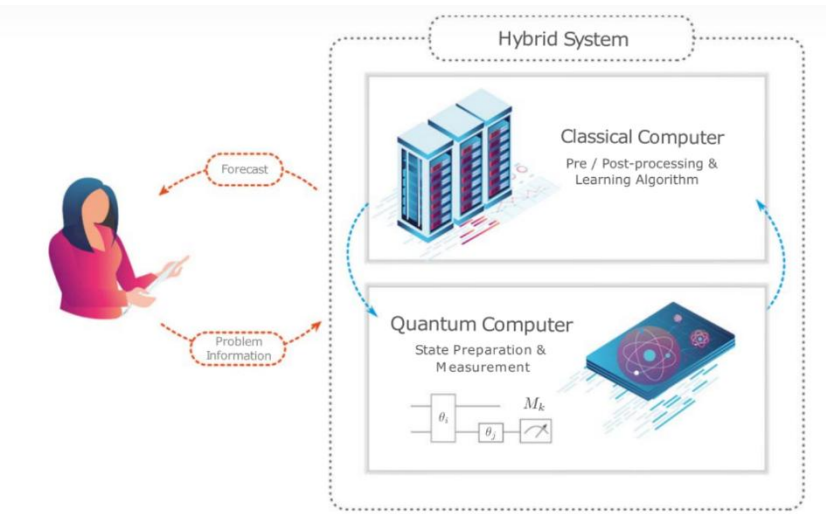 Hybrid System
Classical Computer
Pre / Post-processing &
Learning Algorithm
Forecast
Problem
Information
Quantum Computer
State Preparation &
Measurement
θi
θj
Mk